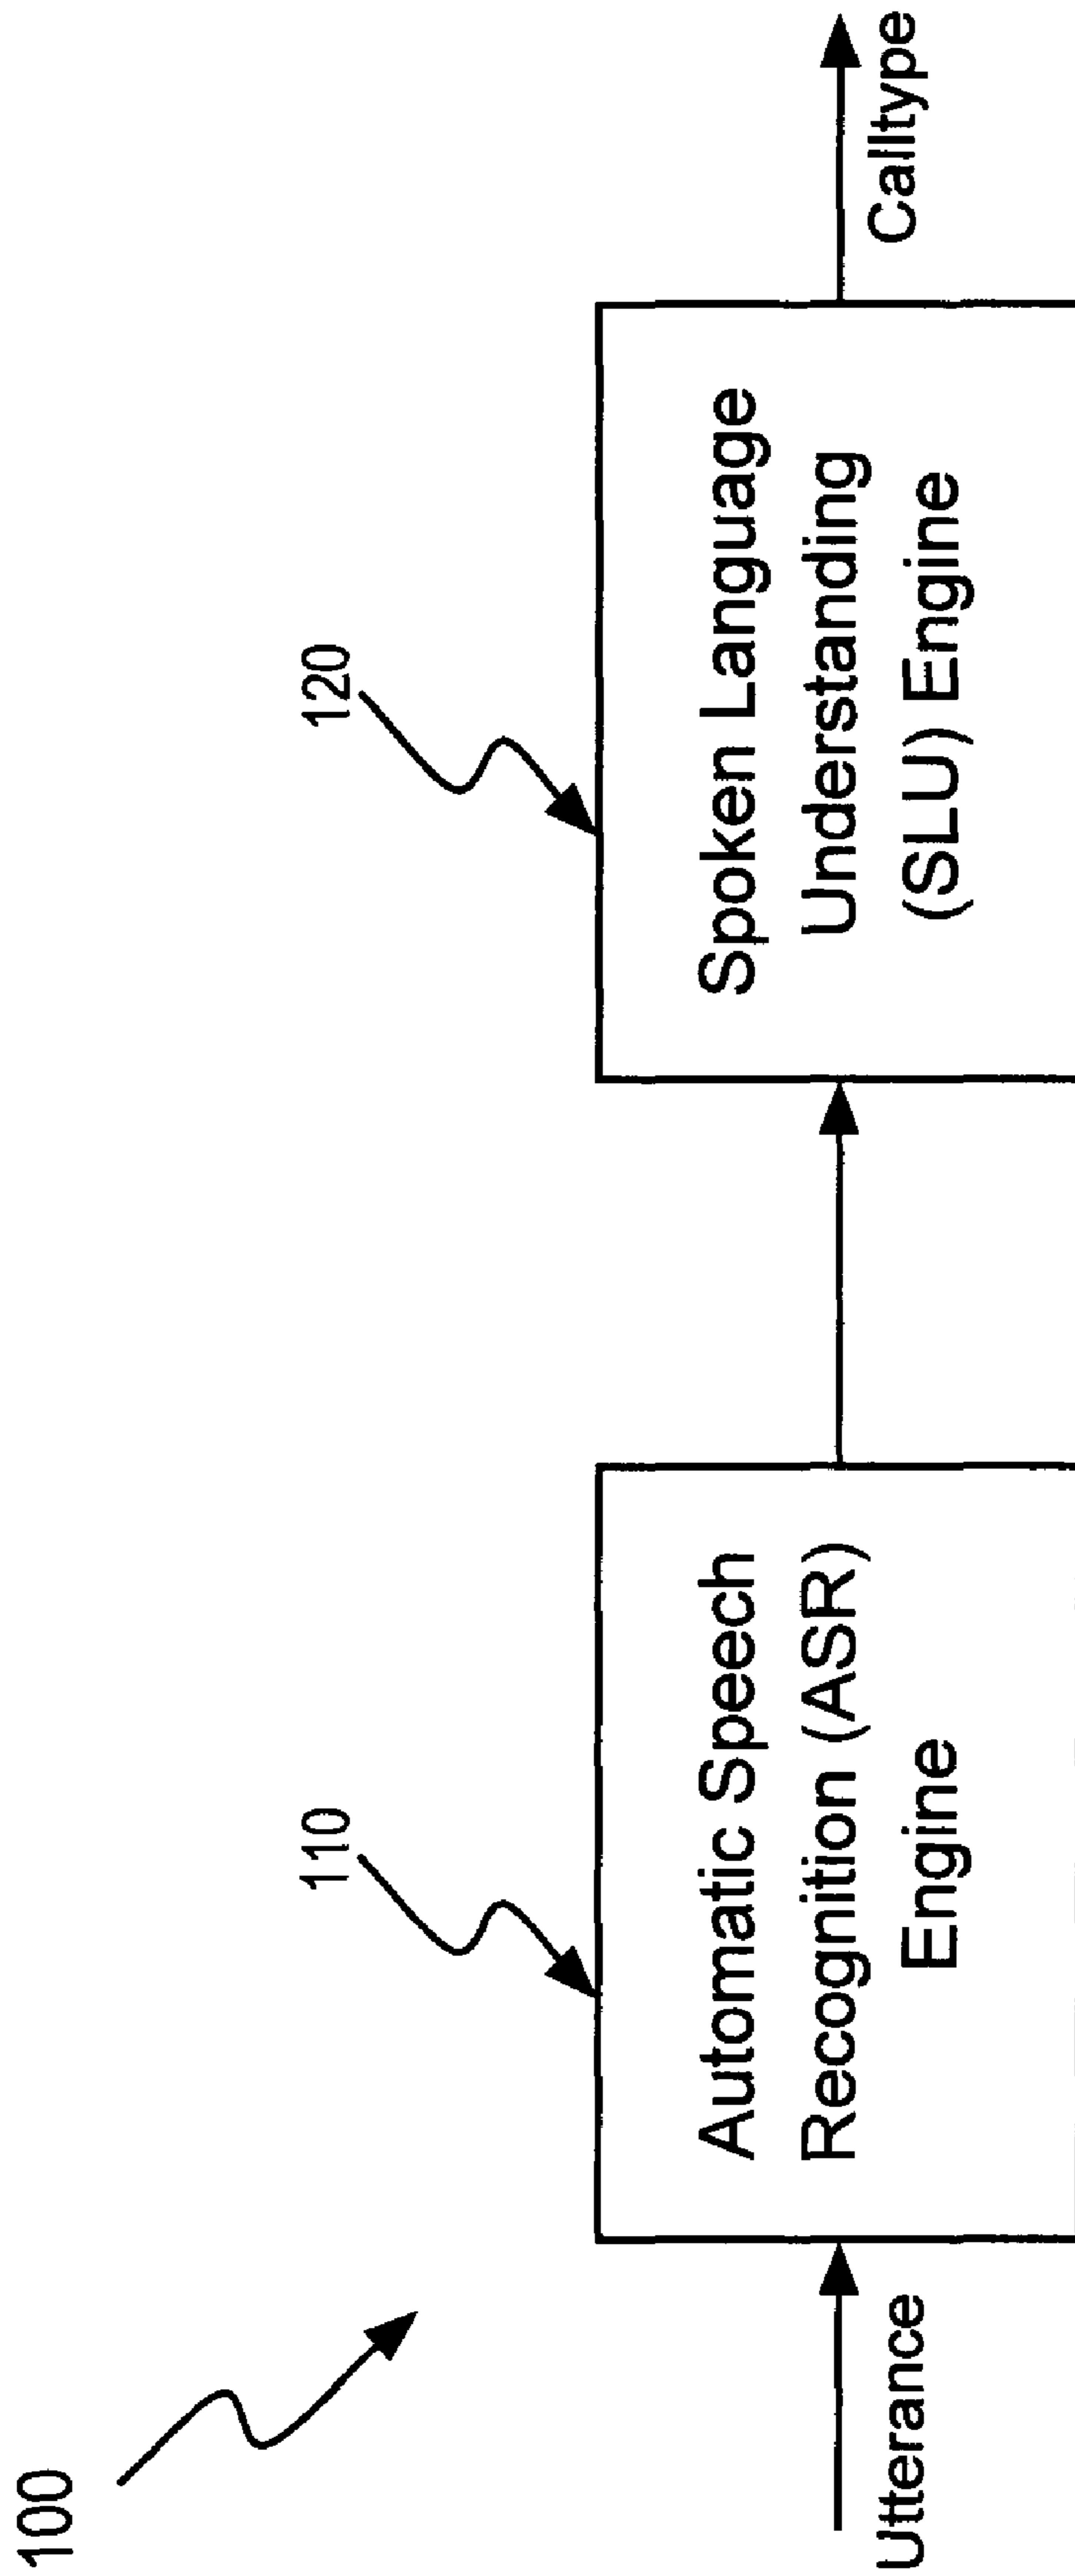 100
110
120
Utterance
Automatic Speech
Recognition (ASR)
Engine
Spoken Language
Understanding
(SLU) Engine
Calltype